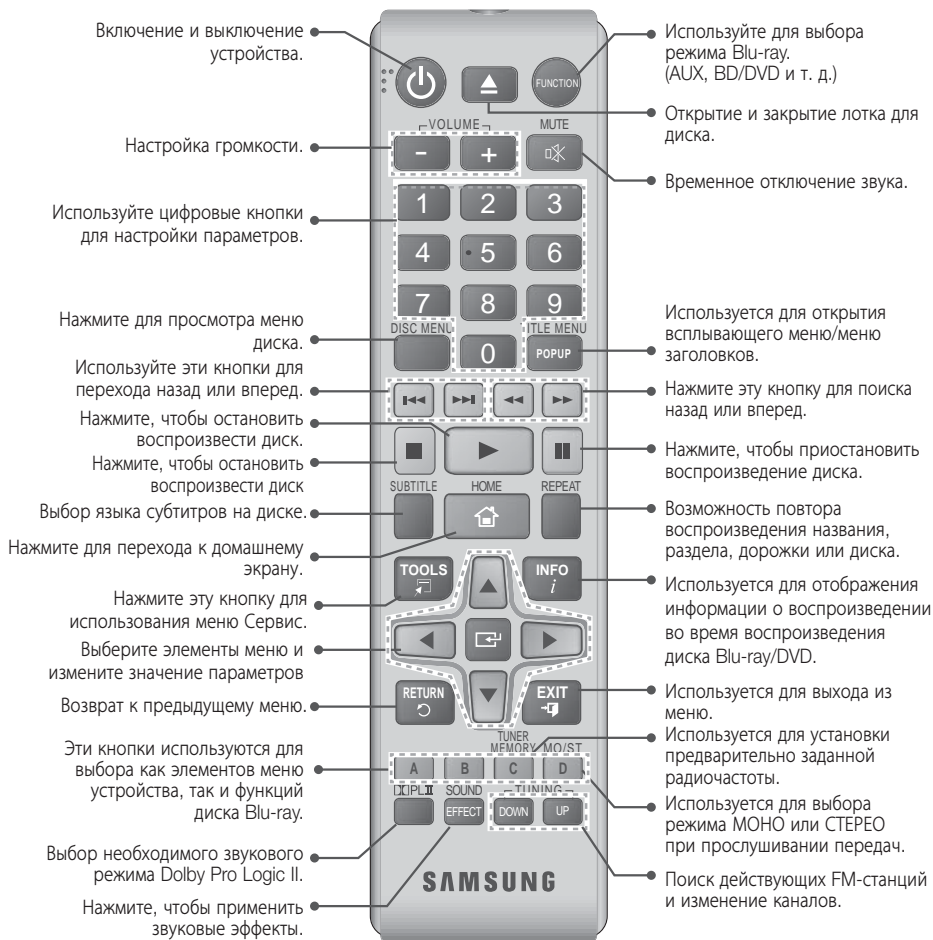 Включение и выключение
устройства.
Настройка громкости.
Используйте цифровые кнопки
для настройки параметров.
Нажмите для просмотра меню
диска.
Используйте эти кнопки для
перехода назад или вперед.
Нажмите, чтобы остановить
воспроизвести диск.
Нажмите, чтобы остановить
воспроизвести диск
Выбор языка субтитров на диске.
Нажмите для перехода к домашнему
экрану.
Нажмите эту кнопку для
использования меню Сервис.
Выберите элементы меню и
измените значение параметров
Возврат к предыдущему меню.
Эти кнопки используются для
выбора как элементов меню
устройства, так и функций
диска Blu-ray.
Выбор необходимого звукового
режима Dolby Pro Logic II.
Нажмите, чтобы применить
звуковые эффекты.
FUNCTION
VOLUME MUTE
- +
1 2 3
4 5 6
7 8 9
DISC MENU 0 ITLE MENU
POPUP
SUBTITLE HOME REPEAT
TOOLS INFO
i
RETURN EXIT
TUNER
MEMORY MO/ST
A B C D
PL II SOUND TUNING
EFFECT DOWN UP
SAMSUNG
Используйте для выбора
режима Blu-ray.
(AUX, BD/DVD и т. д.)
Открытие и закрытие лотка для
диска.
Временное отключение звука.
Используется для открытия
всплывающего меню/меню
заголовков.
Нажмите эту кнопку для поиска
назад или вперед.
Нажмите, чтобы приостановить
воспроизведение диска.
Возможность повтора
воспроизведения названия,
раздела, дорожки или диска.
Используется для отображения
информации о воспроизведении
во время воспроизведения
диска Blu-ray/DVD.
Используется для выхода из
меню.
Используется для установки
предварительно заданной
радиочастоты.
Используется для выбора
режима МОНО или СТЕРЕО
при прослушивании передач.
Поиск действующих FM-станций
и изменение каналов.